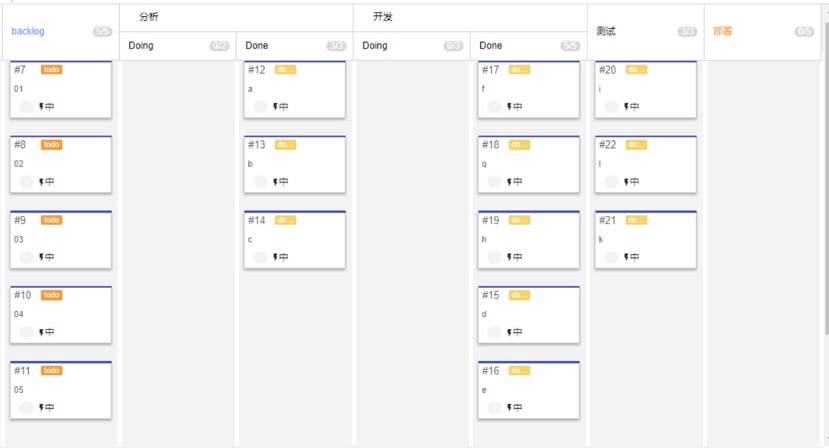 分析
开发
backlog 5/5
测试 3/3
部署 0/5
Doing 0/2
Done 3/3
Doing 0/3
Done 5/5
#7 todo
01
中
#12 do...
a
中
#17 do...
f
中
#20 do...
i
中
#8 todo
02
中
#13 do...
b
中
#18 do...
g
中
#22 do...
l
中
#9 todo
03
中
#14 do...
c
中
#19 do...
h
中
#21 do...
k
中
#10 todo
04
中
#15 do...
d
中
#11 todo
05
中
#16 do...
e
中